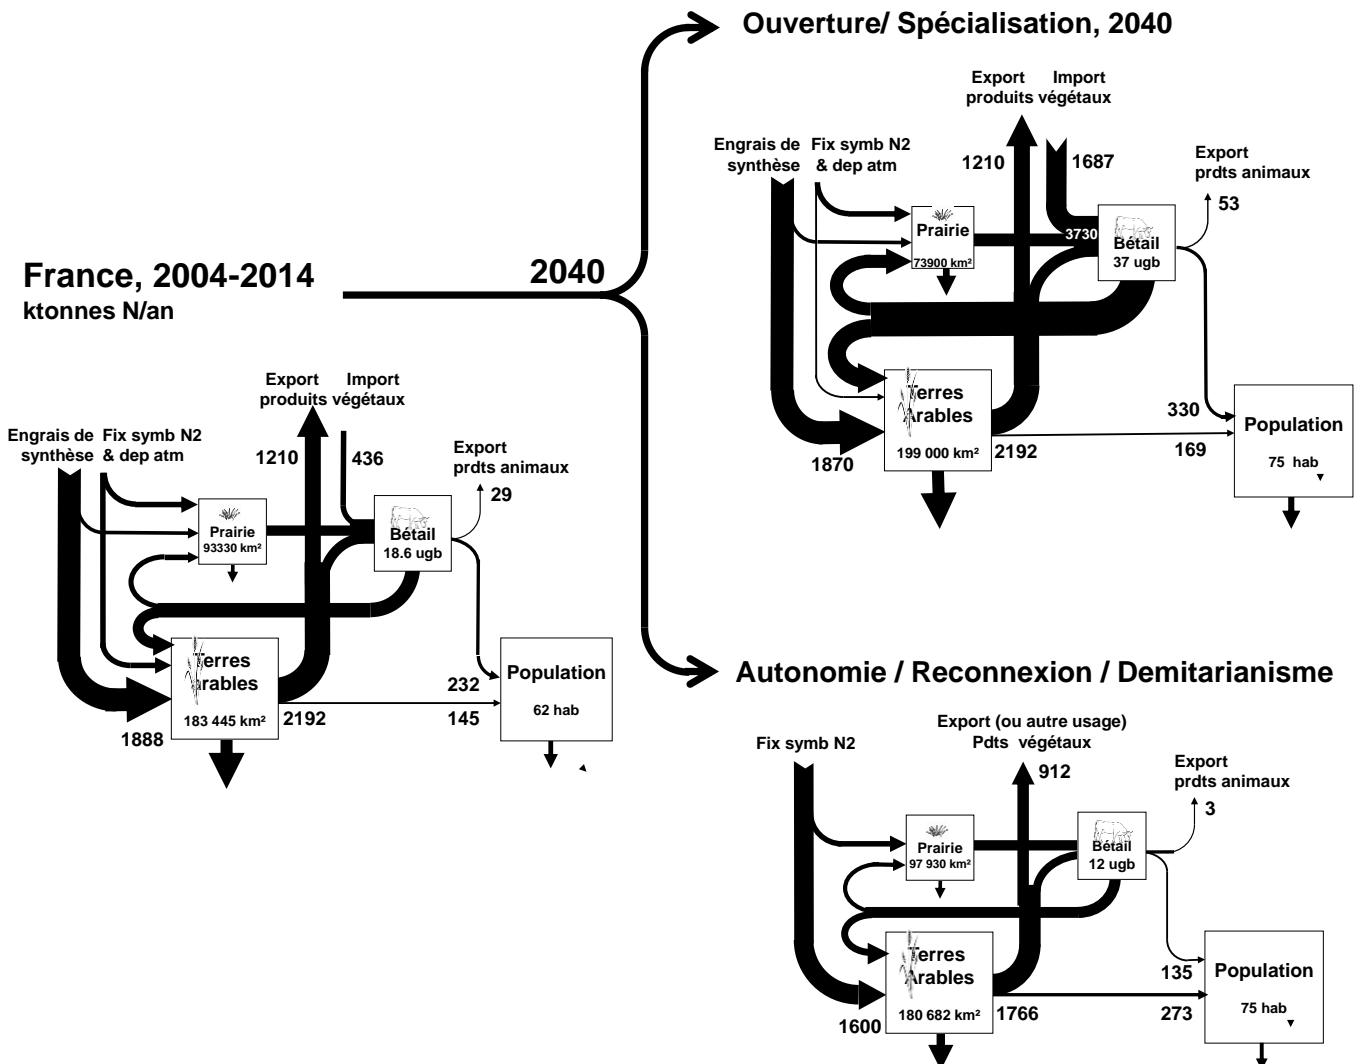 Ouverture/ Spécialisation, 2040
Export Import
produits végétaux
Engrais de Fix symb N2
synthèse & dep atm
1210
1687
Export
prdts animaux
53
Prairie
73900 km²
3730
Bétail
37 ugb
Terres
Arables
199 000 km²
1870
2192
330
169
Population
75 hab
France, 2004-2014
ktonnes N/an
2040
Export Import
produits végétaux
Engrais de Fix symb N2
synthèse & dep atm
1210
436
Export
prdts animaux
29
Prairie
93330 km²
Bétail
18.6 ugb
Terres
arables
183 445 km²
1888
2192
232
145
Population
62 hab
Autonomie / Reconnexion / Demitarianisme
Fix symb N2
Export (ou autre usage)
Pdts végétaux
912
Export
prdts animaux
3
Prairie
97 930 km²
Bétail
12 ugb
Terres
Arables
180 682 km²
1600
1766
135
273
Population
75 hab